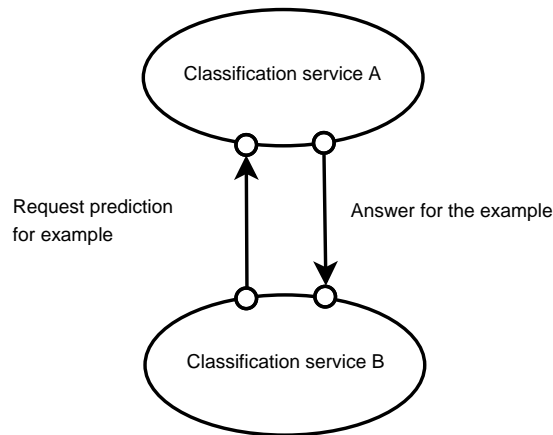 Classification service A
Request prediction
for example
Answer for the example
Classification service B